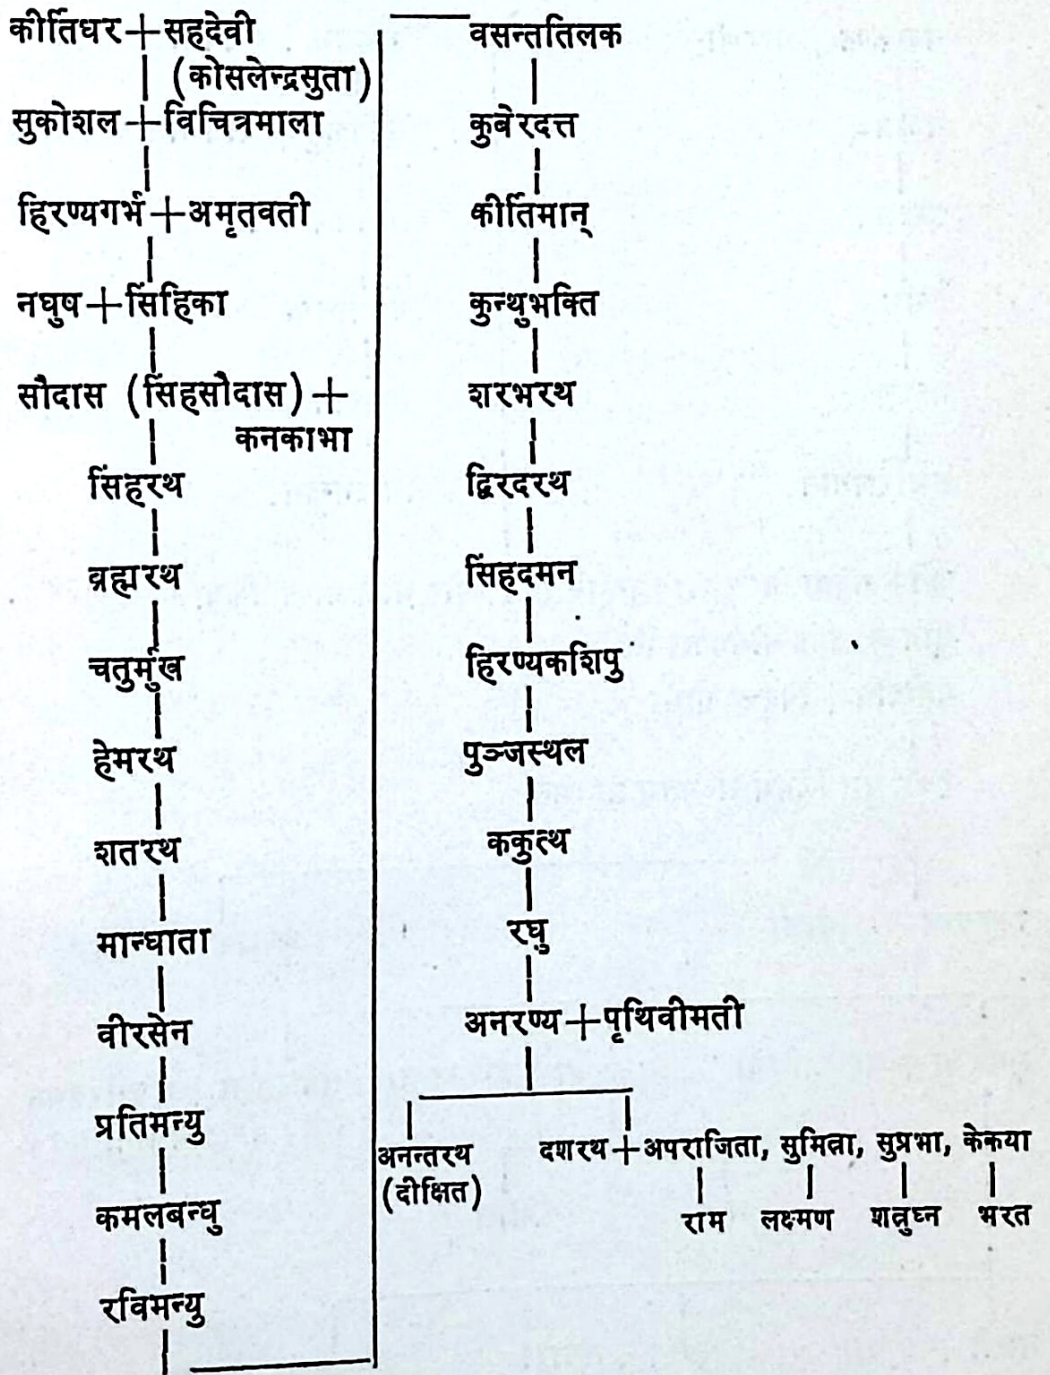 कीर्तिधर + सहदेवी
(कोसलेन्द्रसुता)
सुकोशल + विचित्रमाला
हिरण्यगर्भ + अमृतवती
नघुष + सिंहिका
सौदास (सिंहसौदास) +
कनकाभा
सिंहरथ
ब्रह्मरथ
चतुर्मुख
हेमरथ
शतरथ
मान्धाता
वीरसेन
प्रतिमन्यु
कमलबन्धु
रविमन्यु
वसन्ततिलक
कुबेरदत्त
कीर्तिमान्
कुन्थुभक्ति
शरभरथ
द्विरदरथ
सिंहदमन
हिरण्यकशिपु
पुञ्जस्थल
ककुत्थ
रघु
अनरण्य + पृथिवीमती
अनन्तरथ
(दीक्षित)
दशरथ + अपराजिता, सुमित्रा, सुप्रभा, केकया
राम लक्ष्मण शत्रुघ्न भरत